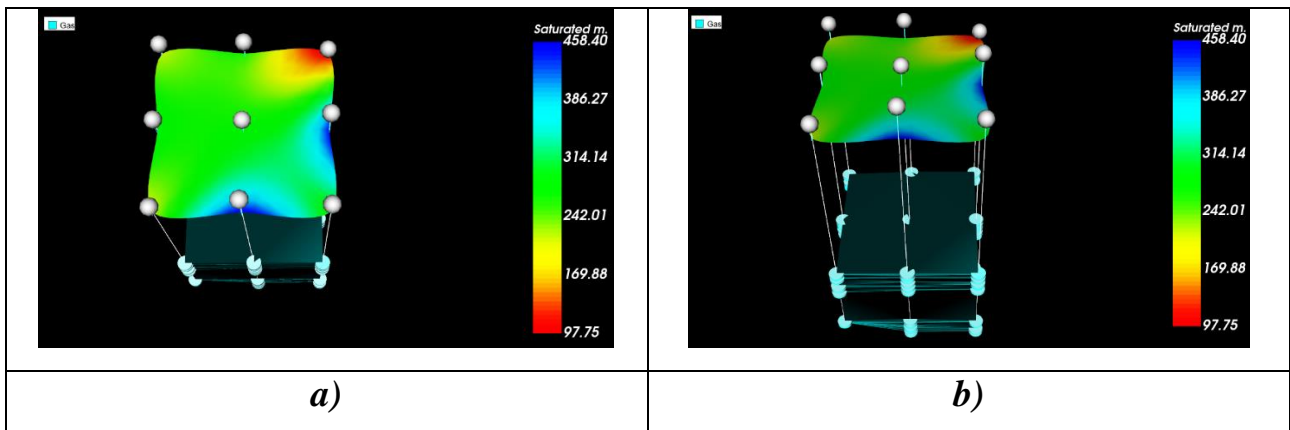 Gas
Saturated m.
458.40
386.27
314.14
242.01
169.88
97.75
Gas
Saturated m.
458.40
386.27
314.14
242.01
169.88
97.75
a)
b)